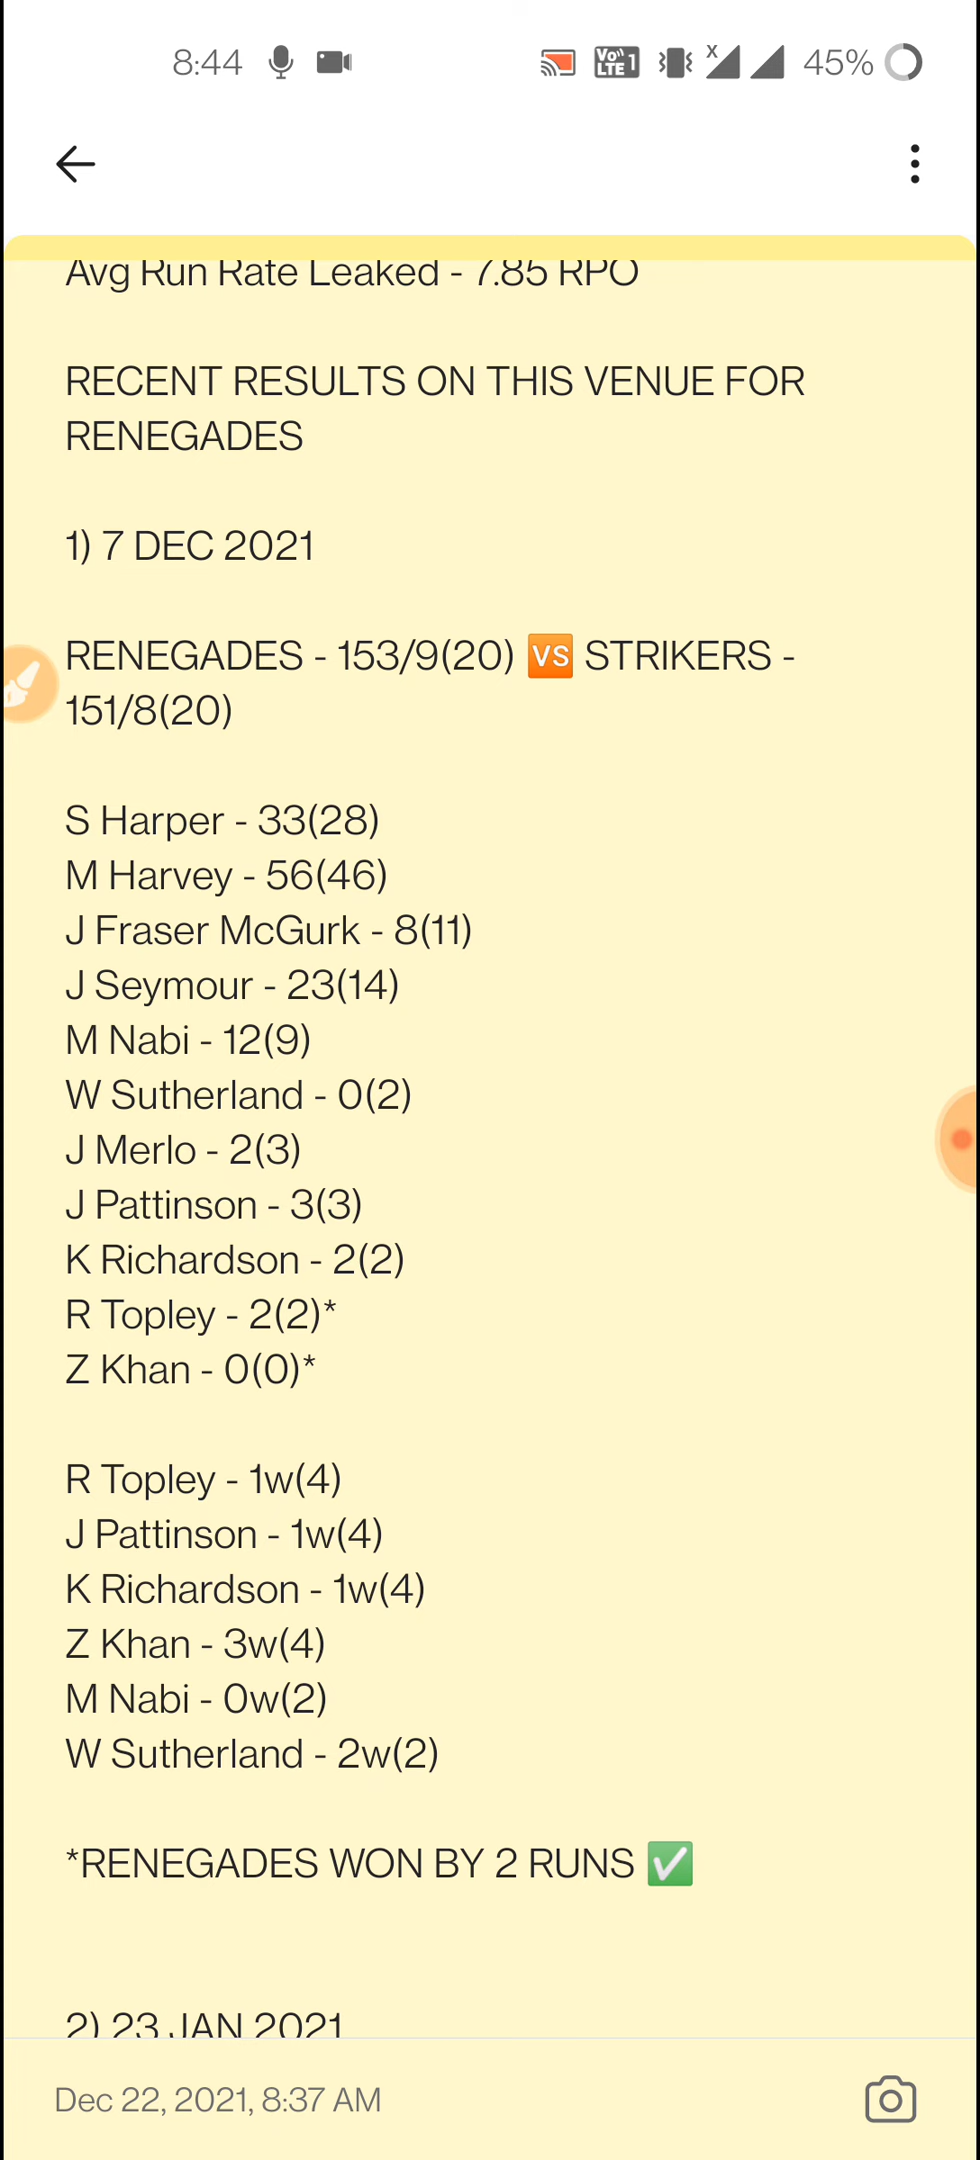 8:44 Vo)) LTE 1 x 45%
Avg Run Rate Leaked - 7.85 RPO
RECENT RESULTS ON THIS VENUE FOR
RENEGADES
1) 7 DEC 2021
RENEGADES - 153/9(20) 🆚 STRIKERS -
151/8(20)
S Harper - 33(28)
M Harvey - 56(46)
J Fraser McGurk - 8(11)
J Seymour - 23(14)
M Nabi - 12(9)
W Sutherland - 0(2)
J Merlo - 2(3)
J Pattinson - 3(3)
K Richardson - 2(2)
R Topley - 2(2)*
Z Khan - 0(0)*
R Topley - 1w(4)
J Pattinson - 1w(4)
K Richardson - 1w(4)
Z Khan - 3w(4)
M Nabi - 0w(2)
W Sutherland - 2w(2)
*RENEGADES WON BY 2 RUNS ✅
2) 23 JAN 2021
Dec 22, 2021, 8:37 AM